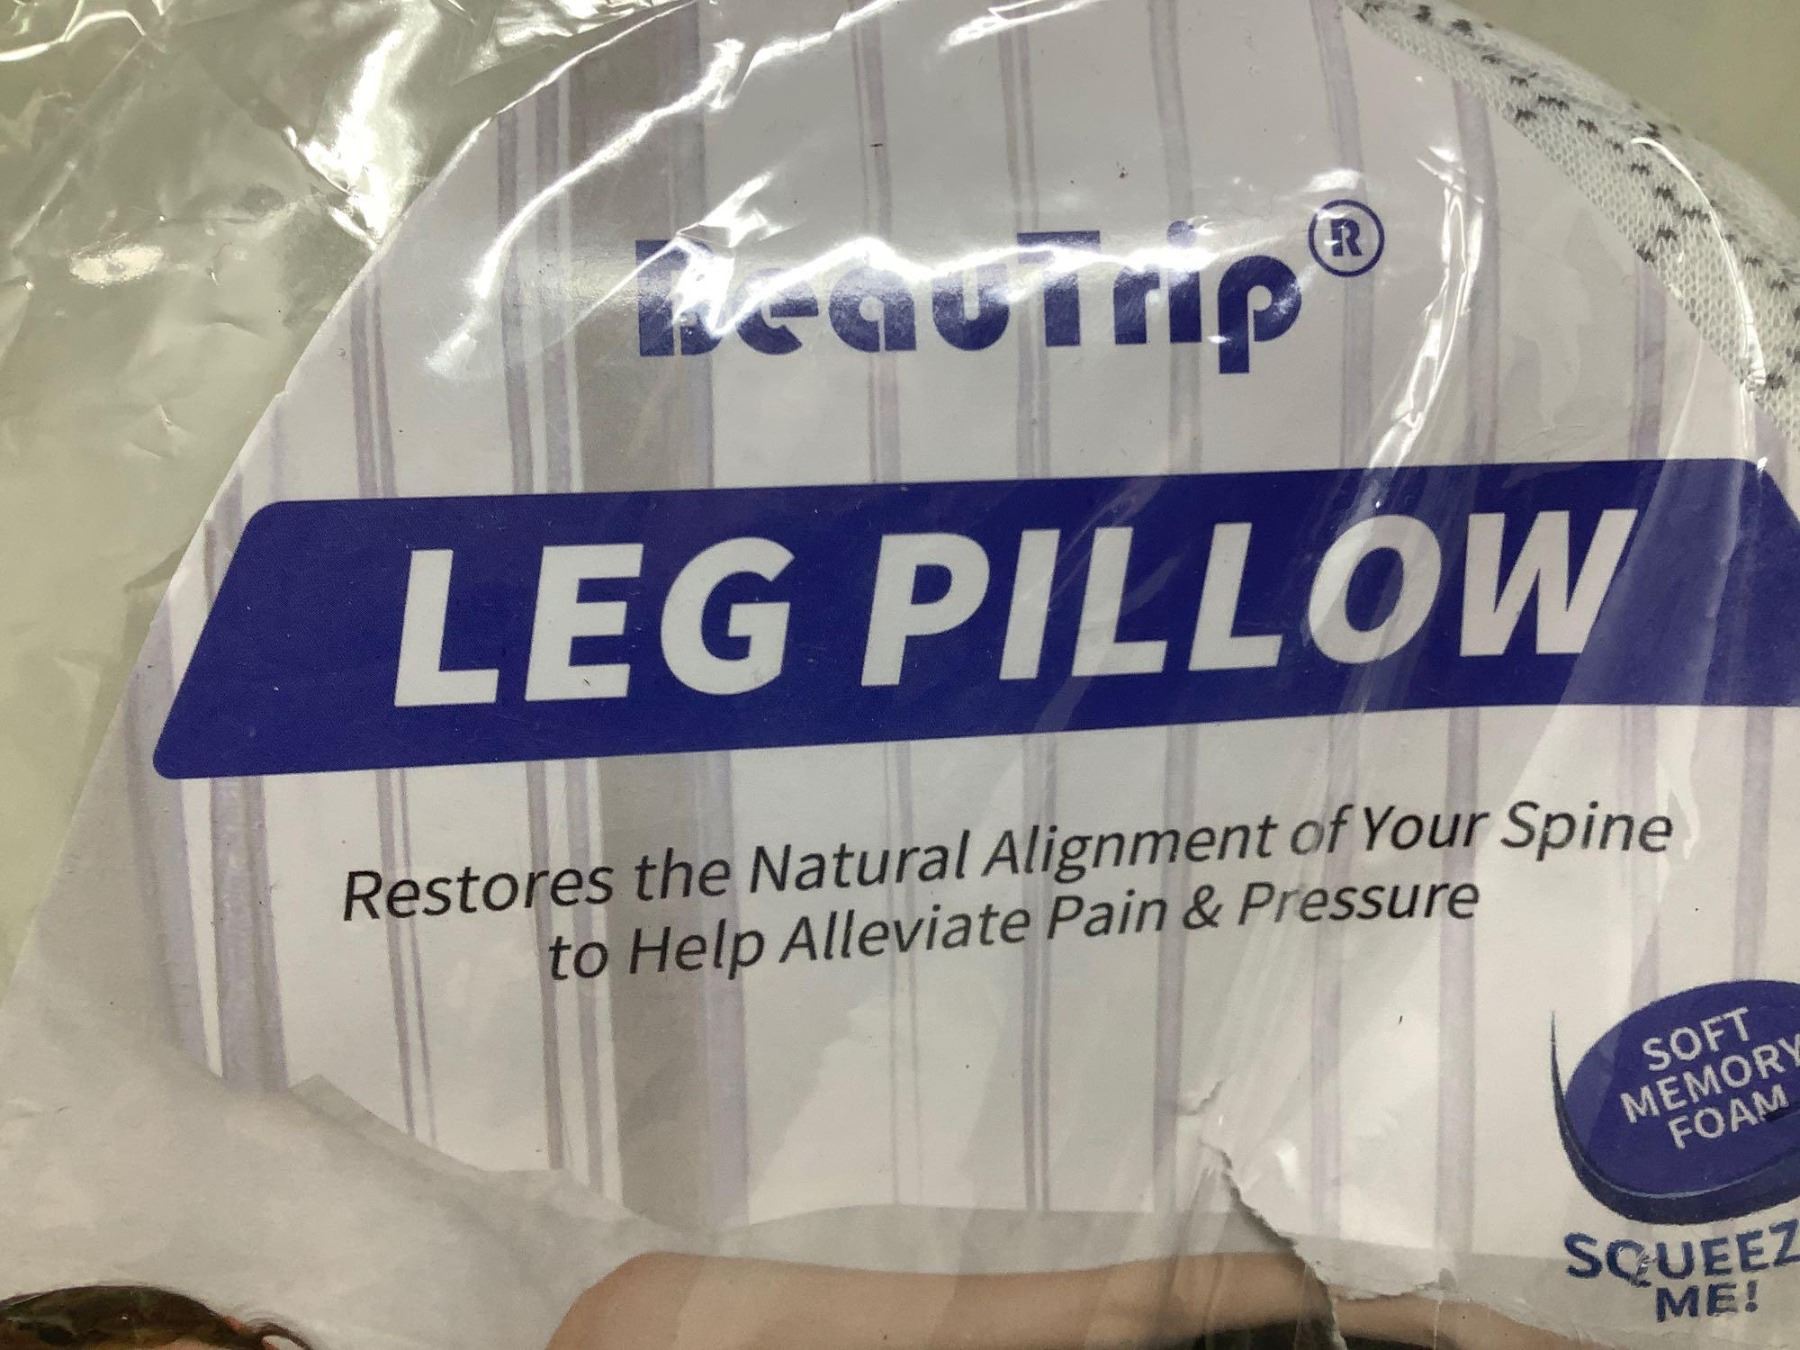 BeauTrip®
LEG PILLOW
Restores the Natural Alignment of Your Spine
to Help Alleviate Pain & Pressure
SOFT
MEMORY
FOAM
SQUEEZ
ME!